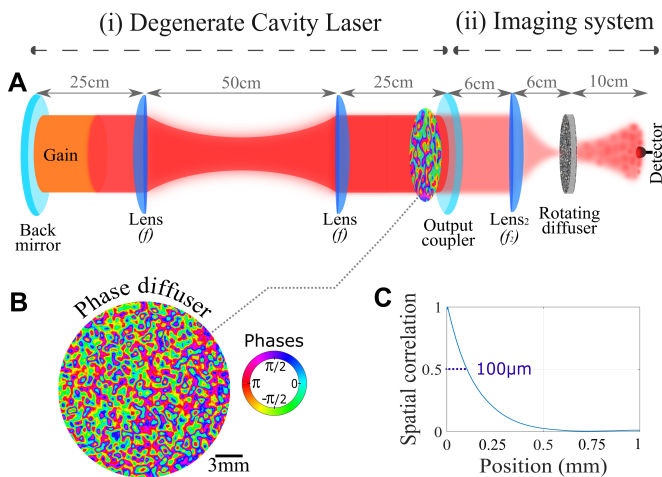 (i) Degenerate Cavity Laser
(ii) Imaging system
25cm
50cm
25cm
6cm
6cm
10cm
A
Gain
Detector
Back
mirror
Lens
(f)
Lens
(f)
Output
coupler
Lens₂
(f₂)
Rotating
diffuser
B
Phase diffuser
Phases
π/2
π
0
-π/2
3mm
C
Spatial correlation
1
0.5
0
100μm
0
0.25
0.5
0.75
1
Position (mm)